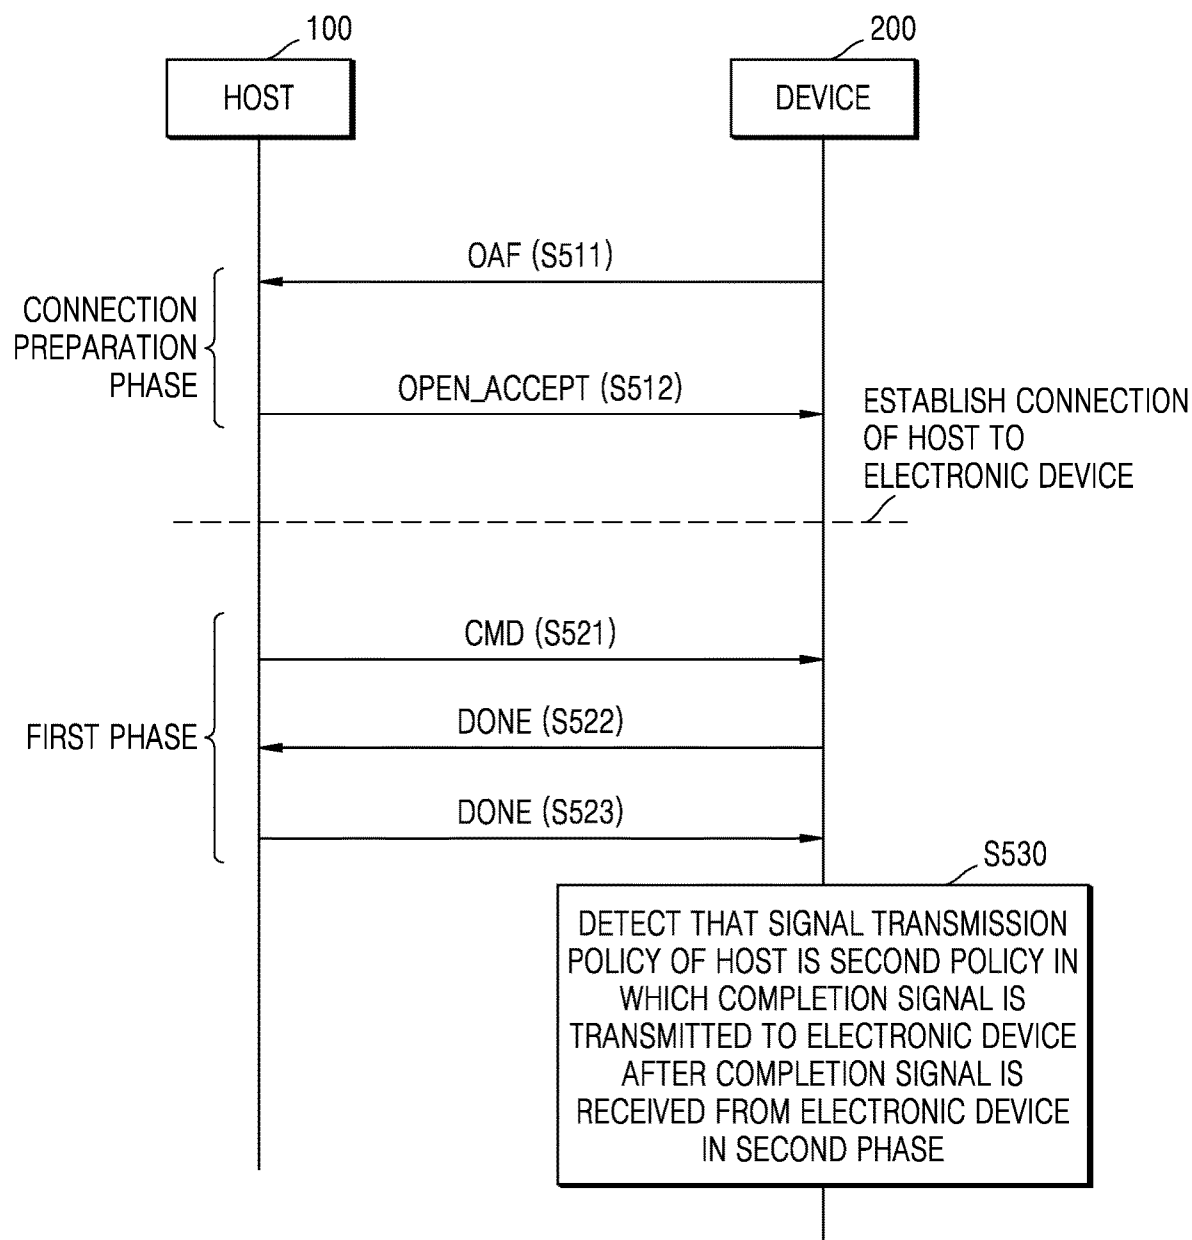 100
200
HOST
DEVICE
OAF (S511)
CONNECTION
PREPARATION
PHASE
OPEN_ACCEPT (S512)
ESTABLISH CONNECTION
OF HOST TO
ELECTRONIC DEVICE
CMD (S521)
DONE (S522)
FIRST PHASE
DONE (S523)
S530
DETECT THAT SIGNAL TRANSMISSION
POLICY OF HOST IS SECOND POLICY IN
WHICH COMPLETION SIGNAL IS
TRANSMITTED TO ELECTRONIC DEVICE
AFTER COMPLETION SIGNAL IS
RECEIVED FROM ELECTRONIC DEVICE
IN SECOND PHASE